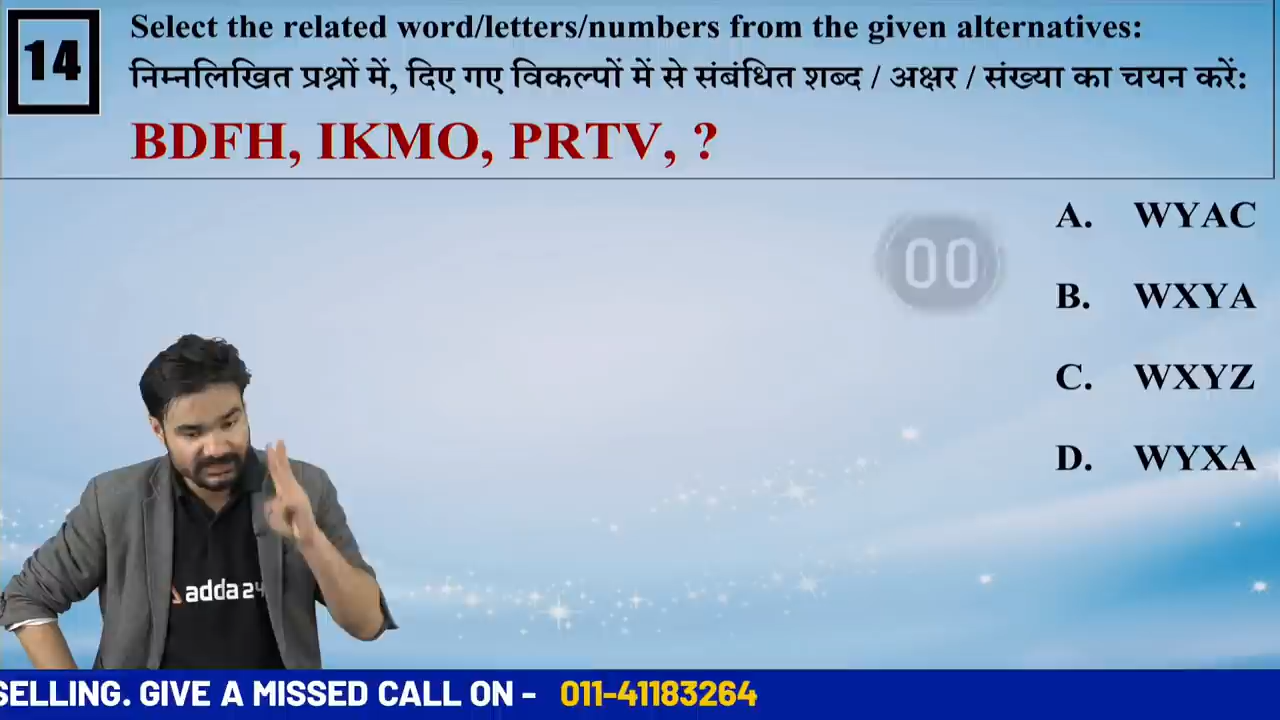 14
Select the related word/letters/numbers from the given alternatives:
निम्नलिखित प्रश्नों में, दिए गए विकल्पों में से संबंधित शब्द / अक्षर / संख्या का चयन करें:
BDFH, IKMO, PRTV, ?
00
A. WYAC
B. WXYA
C. WXYZ
D. WYXA
adda 24
SELLING. GIVE A MISSED CALL ON - 011-41183264